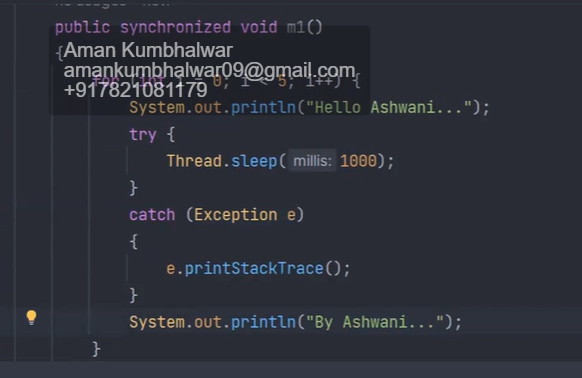 public synchronized void m1()
{
Aman Kumbhalwar
amankumbhalwar09@gmail.com
+917821081179
= 0; i < 5; i++) {
System.out.println("Hello Ashwani...");
try {
Thread.sleep( millis: 1000);
}
catch (Exception e)
{
e.printStackTrace();
}
System.out.println("By Ashwani...");
}